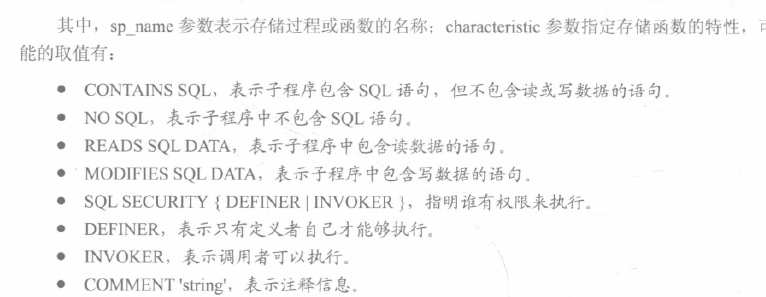 其中，sp_name 参数表示存储过程或函数的名称；characteristic 参数指定存储函数的特性，可
能的取值有：
● CONTAINS SQL，表示子程序包含 SQL 语句，但不包含读或写数据的语句。
● NO SQL，表示子程序中不包含 SQL 语句。
● READS SQL DATA，表示子程序中包含读数据的语句。
● MODIFIES SQL DATA，表示子程序中包含写数据的语句。
● SQL SECURITY { DEFINER | INVOKER }，指明谁有权限来执行。
● DEFINER，表示只有定义者自己才能够执行。
● INVOKER，表示调用者可以执行。
● COMMENT 'string'，表示注释信息。